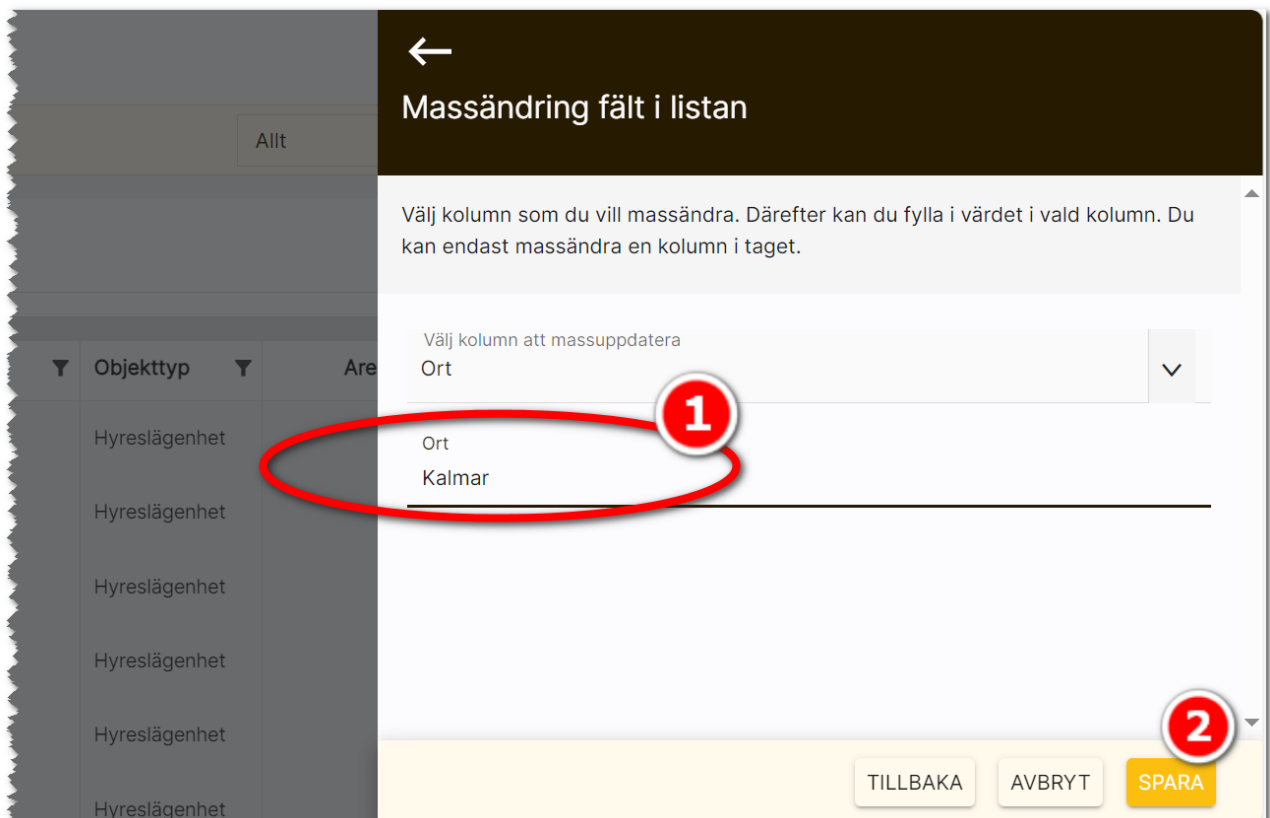 Massändring fält i listan
Allt
Välj kolumn som du vill massändra. Därefter kan du fylla i värdet i vald kolumn. Du
kan endast massändra en kolumn i taget.
Välj kolumn att massuppdatera
Ort
Objekttyp
Are
1
Ort
Kalmar
Hyreslägenhet
Hyreslägenhet
Hyreslägenhet
Hyreslägenhet
Hyreslägenhet
Hyreslägenhet
2
TILLBAKA
AVBRYT
SPARA